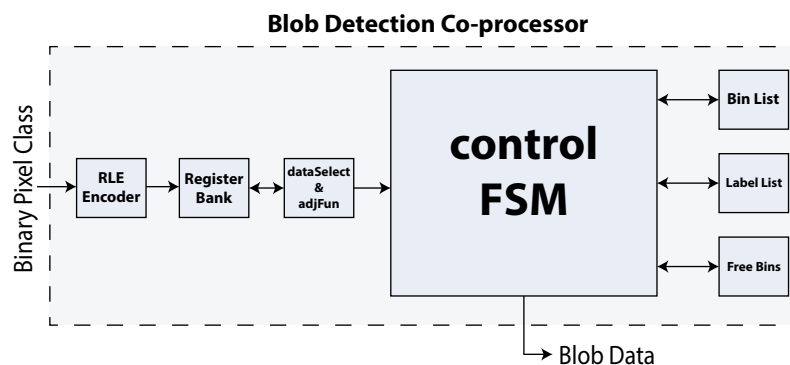 Blob Detection Co-processor
Binary Pixel Class
RLE
Encoder
Register
Bank
dataSelect
&
adjFun
control
FSM
Bin List
Label List
Free Bins
Blob Data